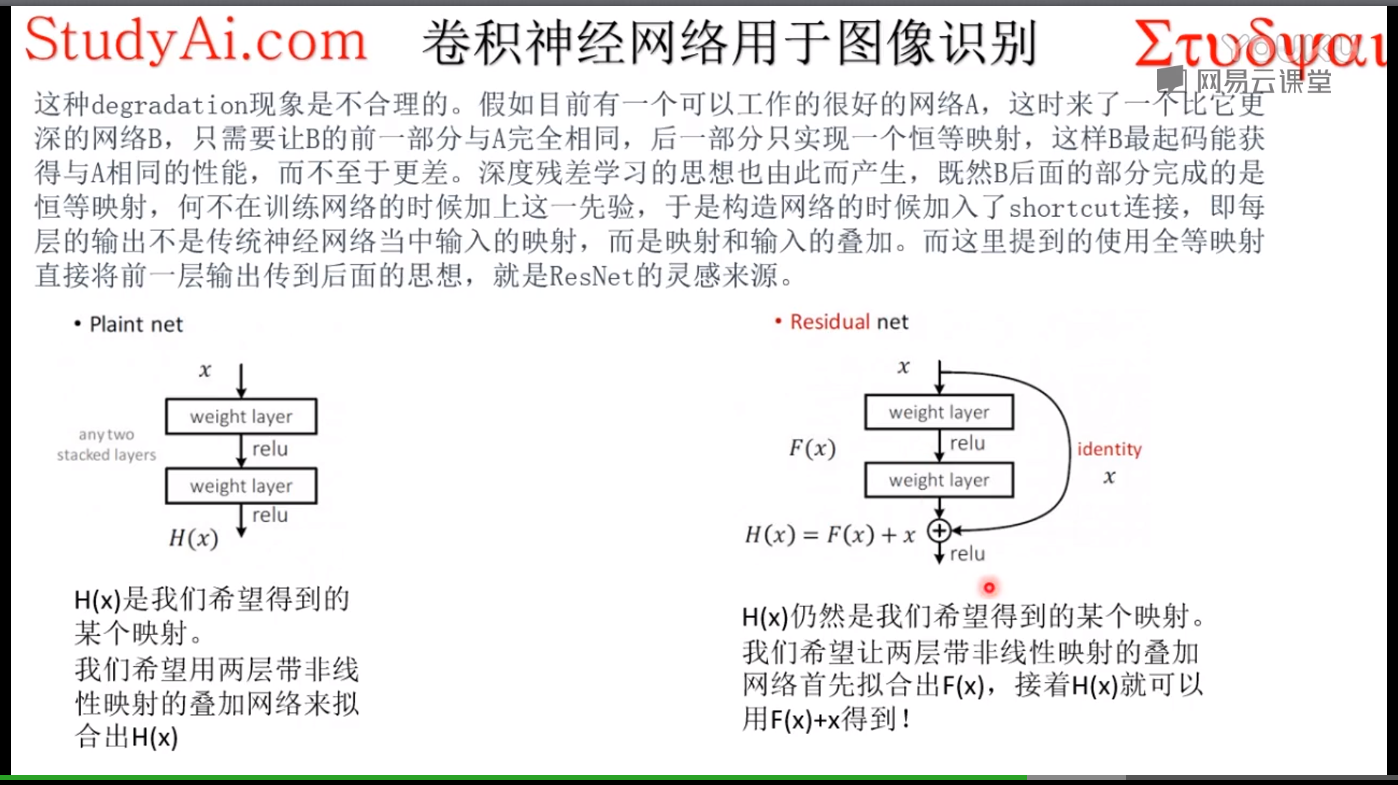 StudyAi.com 卷积神经网络用于图像识别 Στυδψαι
YOUKU
网易云课堂
这种degradation现象是不合理的。假如目前有一个可以工作的很好的网络A，这时来了一个比它更
深的网络B，只需要让B的前一部分与A完全相同，后一部分只实现一个恒等映射，这样B最起码能获
得与A相同的性能，而不至于更差。深度残差学习的思想也由此而产生，既然B后面的部分完成的是
恒等映射，何不在训练网络的时候加上这一先验，于是构造网络的时候加入了shortcut连接，即每
层的输出不是传统神经网络当中输入的映射，而是映射和输入的叠加。而这里提到的使用全等映射
直接将前一层输出传到后面的思想，就是ResNet的灵感来源。
• Plaint net
x
weight layer
any two
stacked layers
relu
weight layer
relu
H(x)
H(x)是我们希望得到的
某个映射。
我们希望用两层带非线
性映射的叠加网络来拟
合出H(x)
• Residual net
x
weight layer
F(x)
relu
identity
x
weight layer
H(x) = F(x) + x
relu
H(x)仍然是我们希望得到的某个映射。
我们希望让两层带非线性映射的叠加
网络首先拟合出F(x)，接着H(x)就可以
用F(x)+x得到！